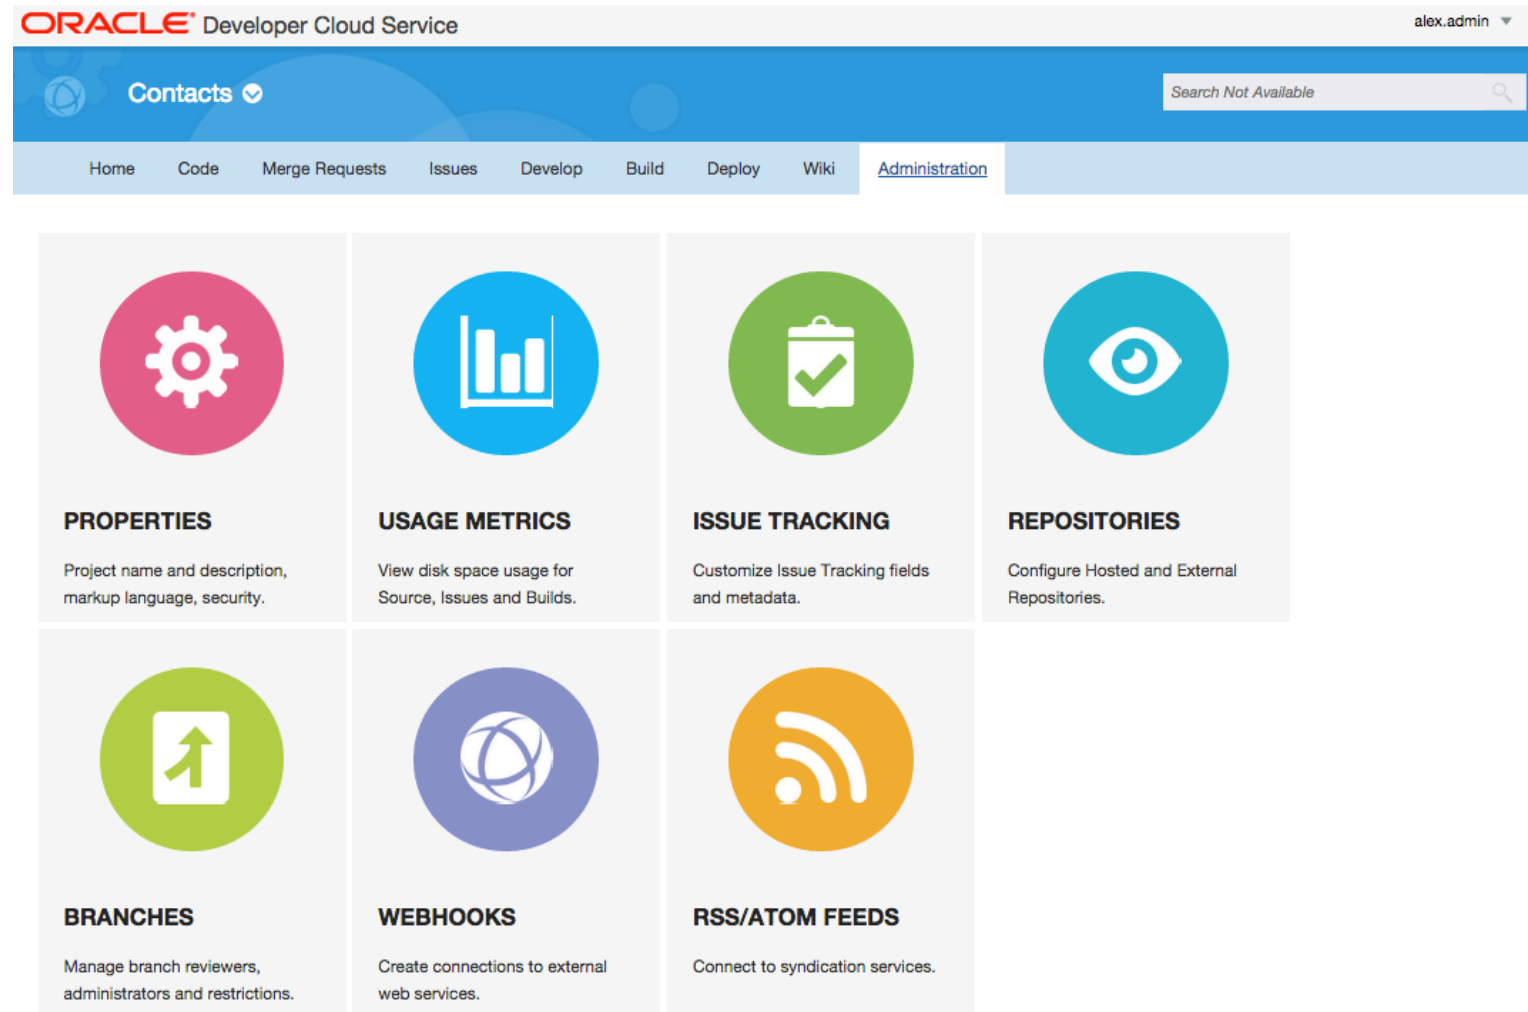 ORACLE® Developer Cloud Service
alex.admin
Contacts
Search Not Available
Home Code Merge Requests Issues Develop Build Deploy Wiki Administration
PROPERTIES
Project name and description,
markup language, security.
USAGE METRICS
View disk space usage for
Source, Issues and Builds.
ISSUE TRACKING
Customize Issue Tracking fields
and metadata.
REPOSITORIES
Configure Hosted and External
Repositories.
BRANCHES
Manage branch reviewers,
administrators and restrictions.
WEBHOOKS
Create connections to external
web services.
RSS/ATOM FEEDS
Connect to syndication services.